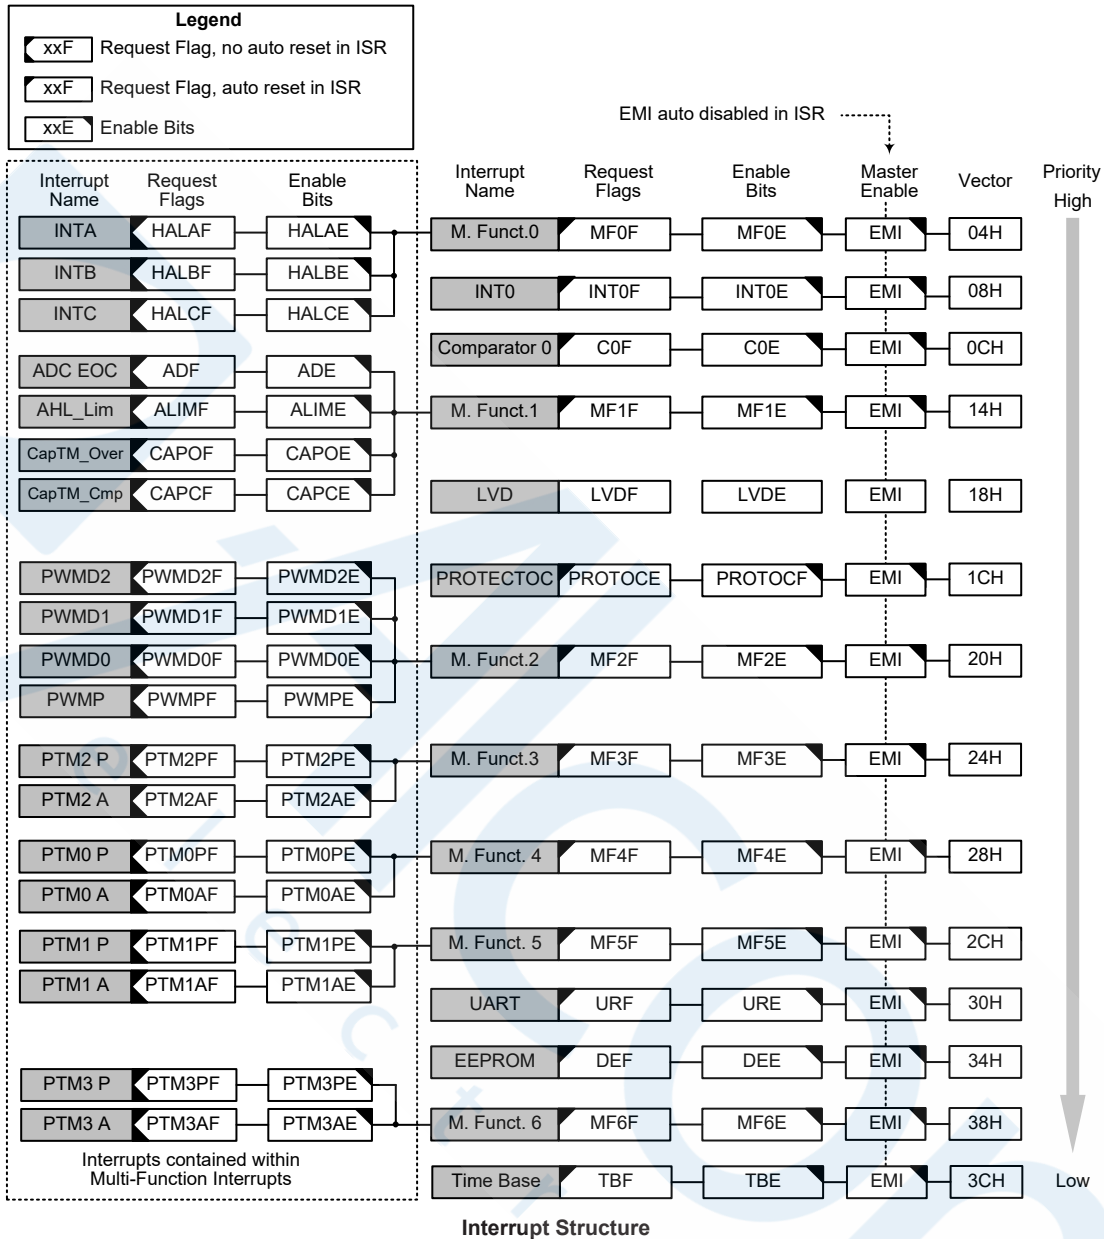 Legend
xxF Request Flag, no auto reset in ISR
xxF Request Flag, auto reset in ISR
xxE Enable Bits
EMI auto disabled in ISR
Interrupt Name Request Flags Enable Bits Interrupt Name Request Flags Enable Bits Master Enable Vector Priority
High
INTA HALAF HALAE M. Funct.0 MF0F MF0E EMI 04H
INTB HALBF HALBE
INT0 INT0F INT0E EMI 08H
INTC HALCF HALCE
Comparator 0 C0F C0E EMI 0CH
ADC EOC ADF ADE
AHL_Lim ALIMF ALIME M. Funct.1 MF1F MF1E EMI 14H
CapTM_Over CAPOF CAPOE
CapTM_Cmp CAPCF CAPCE LVD LVDF LVDE EMI 18H
PWMD2 PWMD2F PWMD2E PROTECTOC PROTOCE PROTOCF EMI 1CH
PWMD1 PWMD1F PWMD1E
PWMD0 PWMD0F PWMD0E M. Funct.2 MF2F MF2E EMI 20H
PWMP PWMPF PWMPE
PTM2 P PTM2PF PTM2PE M. Funct.3 MF3F MF3E EMI 24H
PTM2 A PTM2AF PTM2AE
PTM0 P PTM0PF PTM0PE M. Funct. 4 MF4F MF4E EMI 28H
PTM0 A PTM0AF PTM0AE
PTM1 P PTM1PF PTM1PE M. Funct. 5 MF5F MF5E EMI 2CH
PTM1 A PTM1AF PTM1AE
UART URF URE EMI 30H
EEPROM DEF DEE EMI 34H
PTM3 P PTM3PF PTM3PE
PTM3 A PTM3AF PTM3AE M. Funct. 6 MF6F MF6E EMI 38H
Interrupts contained within
Multi-Function Interrupts
Time Base TBF TBE EMI 3CH Low
Interrupt Structure